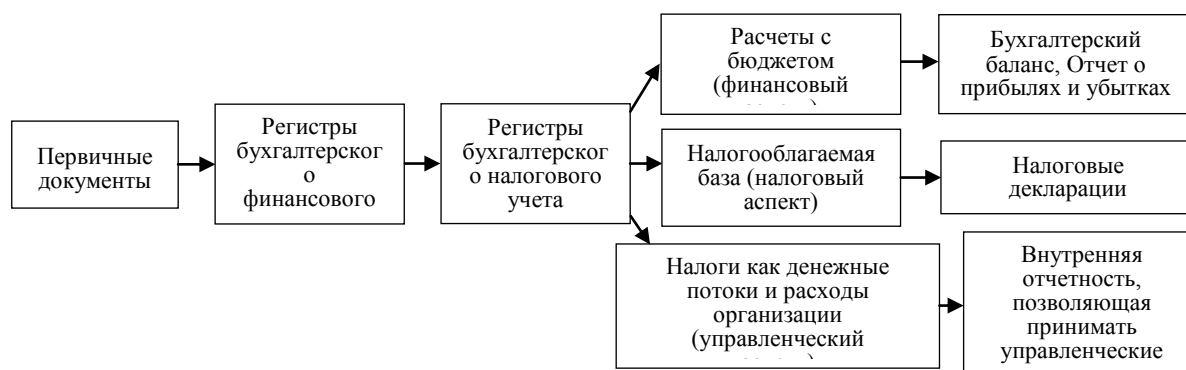 Первичные
документы
Регистры
бухгалтерског
о
финансового
Регистры
бухгалтерског
о налогового
учета
Расчеты с
бюджетом
(финансовый
Бухгалтерский
баланс, Отчет о
прибылях и убытках
Налогооблагаемая
база (налоговый
аспект)
Налоговые
декларации
Налоги как денежные
потоки и расходы
организации
(управленческий
Внутренняя
отчетность,
позволяющая
принимать
управленческие